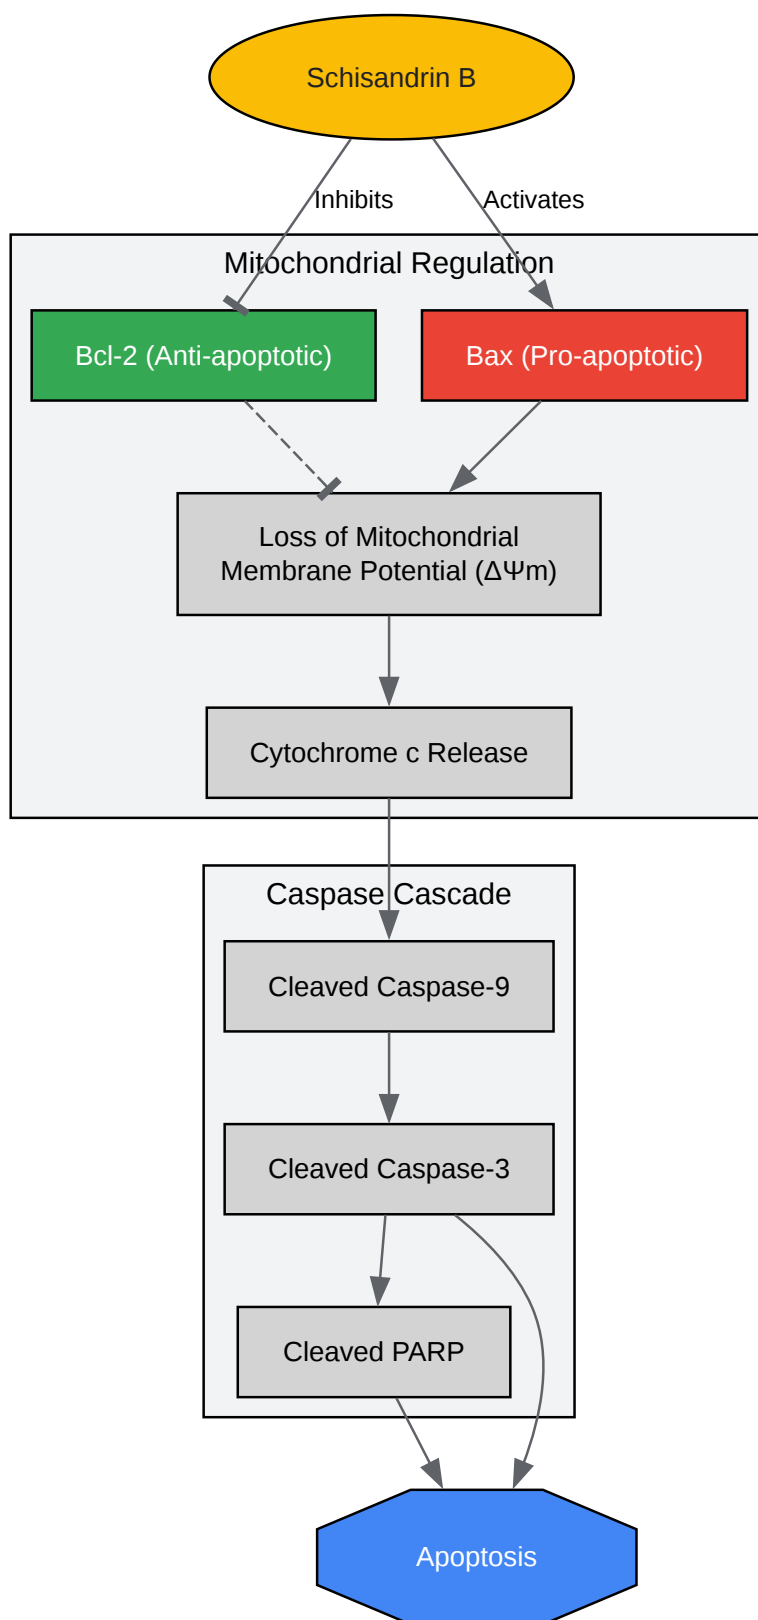 Schisandrin B
Inhibits
Activates
Mitochondrial Regulation
Bcl-2 (Anti-apoptotic)
Bax (Pro-apoptotic)
Loss of Mitochondrial
Membrane Potential (ΔΨm)
Cytochrome c Release
Caspase Cascade
Cleaved Caspase-9
Cleaved Caspase-3
Cleaved PARP
Apoptosis